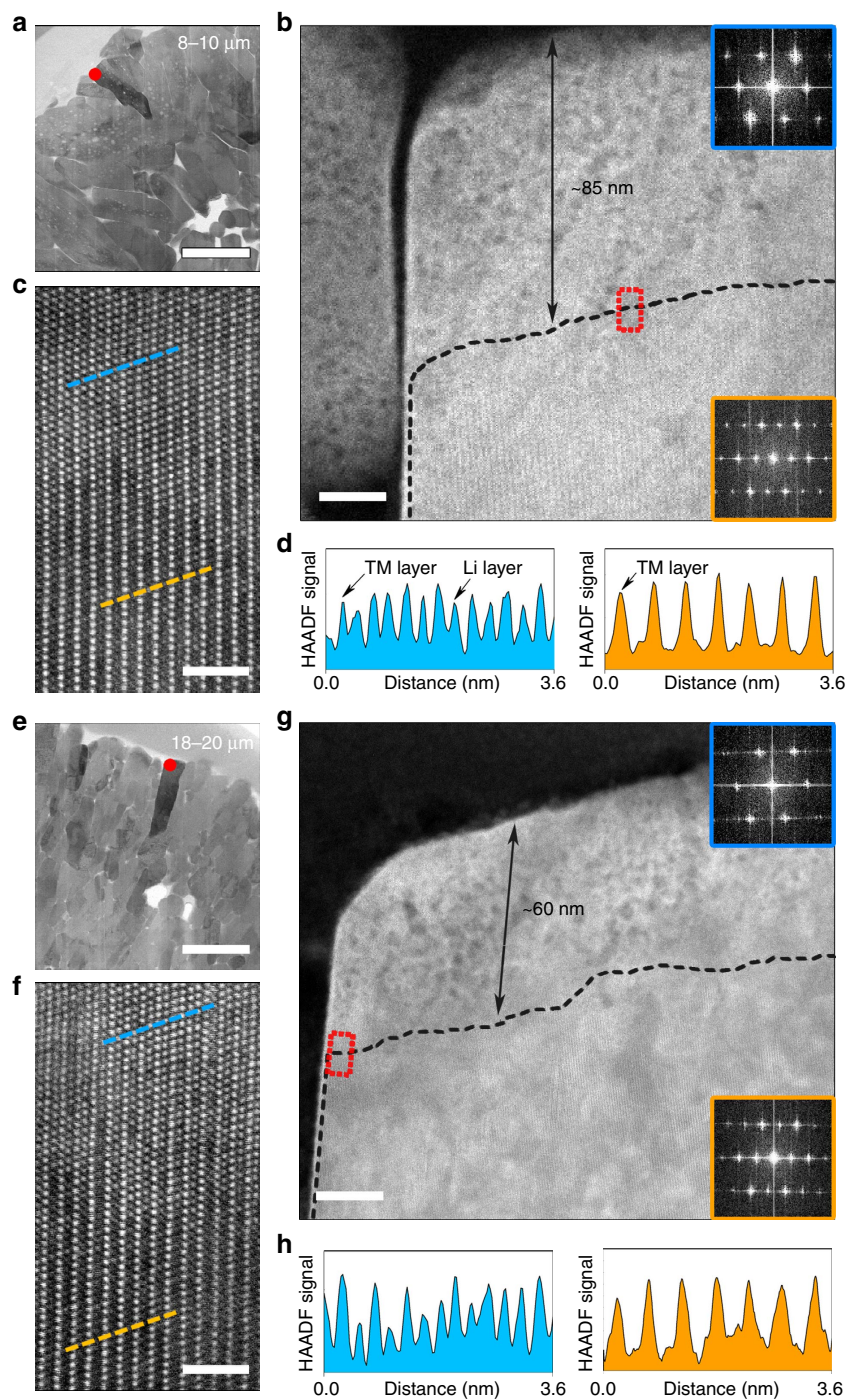 a
8–10 μm
b
~85 nm
c
d
HAADF signal
TM layer
Li layer
0.0
Distance (nm)
3.6
HAADF signal
TM layer
0.0
Distance (nm)
3.6
e
18–20 μm
g
~60 nm
f
h
HAADF signal
0.0
Distance (nm)
3.6
HAADF signal
0.0
Distance (nm)
3.6